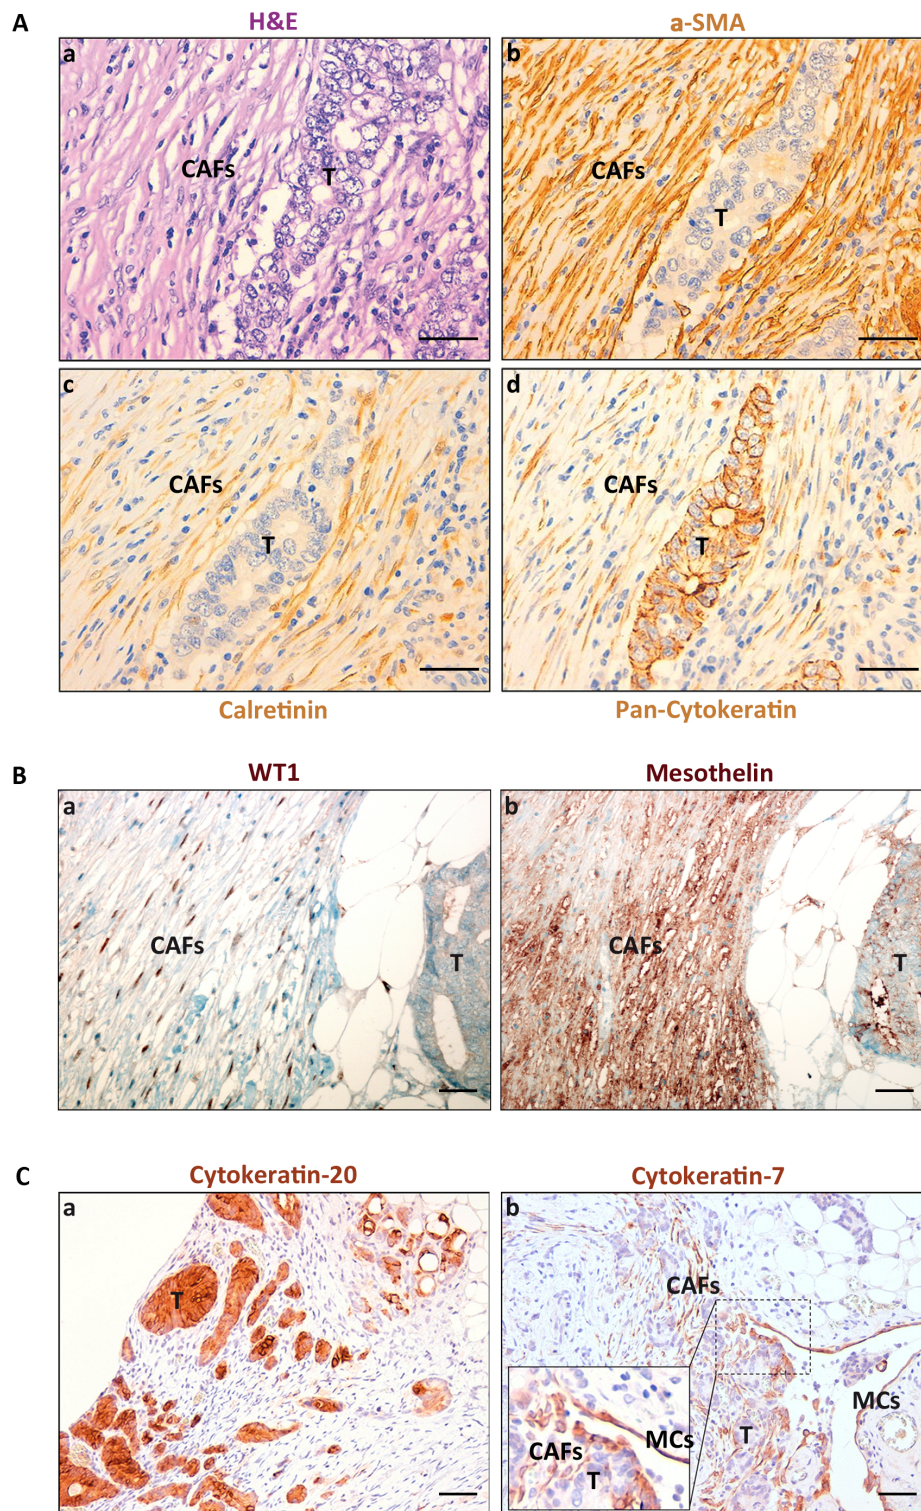 A
H&E
a-SMA
a
CAFs
T
b
CAFs
T
c
CAFs
T
d
CAFs
T
Calretinin
Pan-Cytokeratin
B
WT1
Mesothelin
a
CAFs
T
b
CAFs
T
C
Cytokeratin-20
Cytokeratin-7
a
T
b
CAFs
MCs
T
CAFs
MCs
T